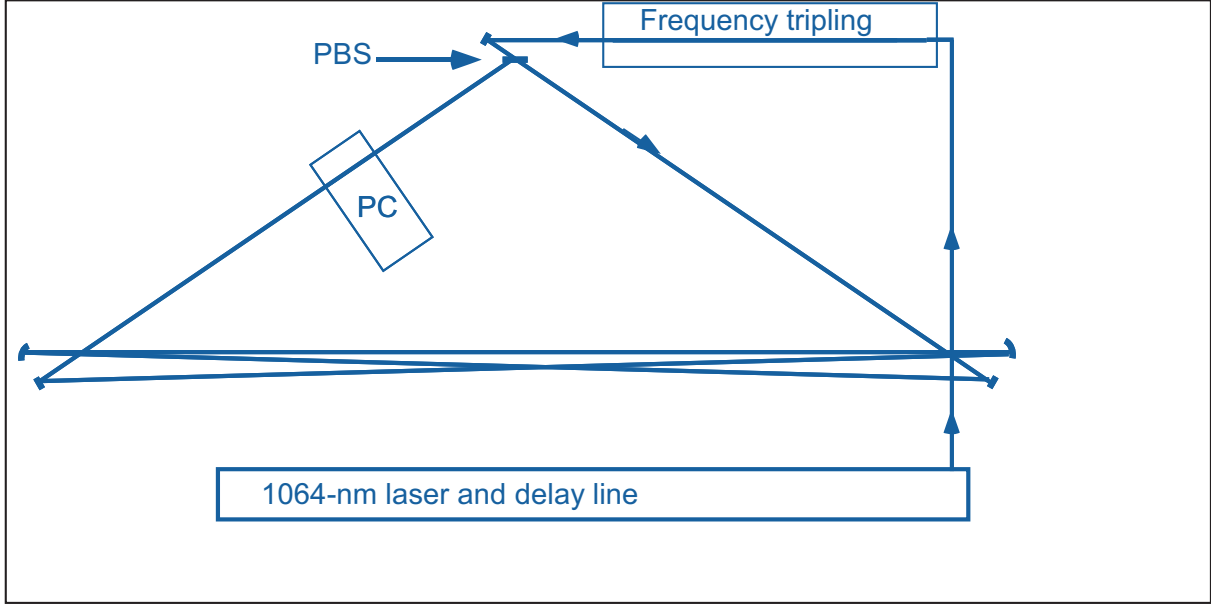 Frequency tripling
PBS
PC
1064-nm laser and delay line